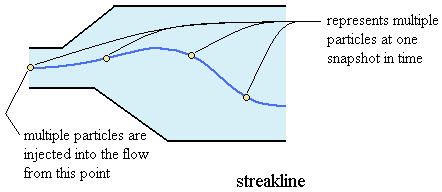 represents multiple
particles at one
snapshot in time
multiple particles are
injected into the flow
from this point
streakline